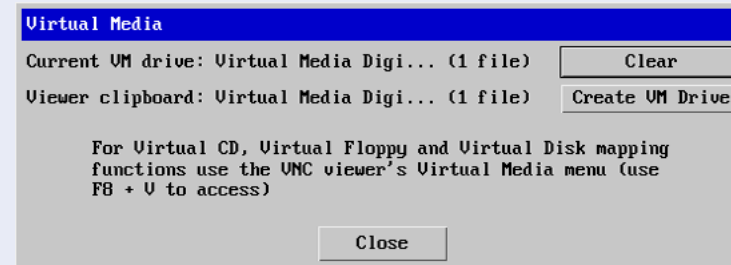 Virtual Media
Current VM drive: Virtual Media Digi... (1 file) Clear
Viewer clipboard: Virtual Media Digi... (1 file) Create VM Drive
For Virtual CD, Virtual Floppy and Virtual Disk mapping
functions use the VNC viewer's Virtual Media menu (use
F8 + V to access)
Close